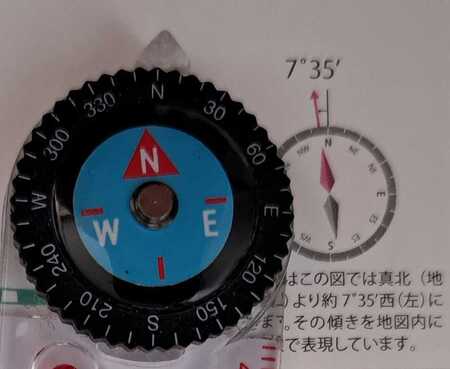 7°35′
N
30
60
E
120
150
S
210
240
W
300
330
N
W
E
N
E
S
はこの図では真北（地
より約7°35′西(左)に
ます。その傾きを地図内に
で表現しています。